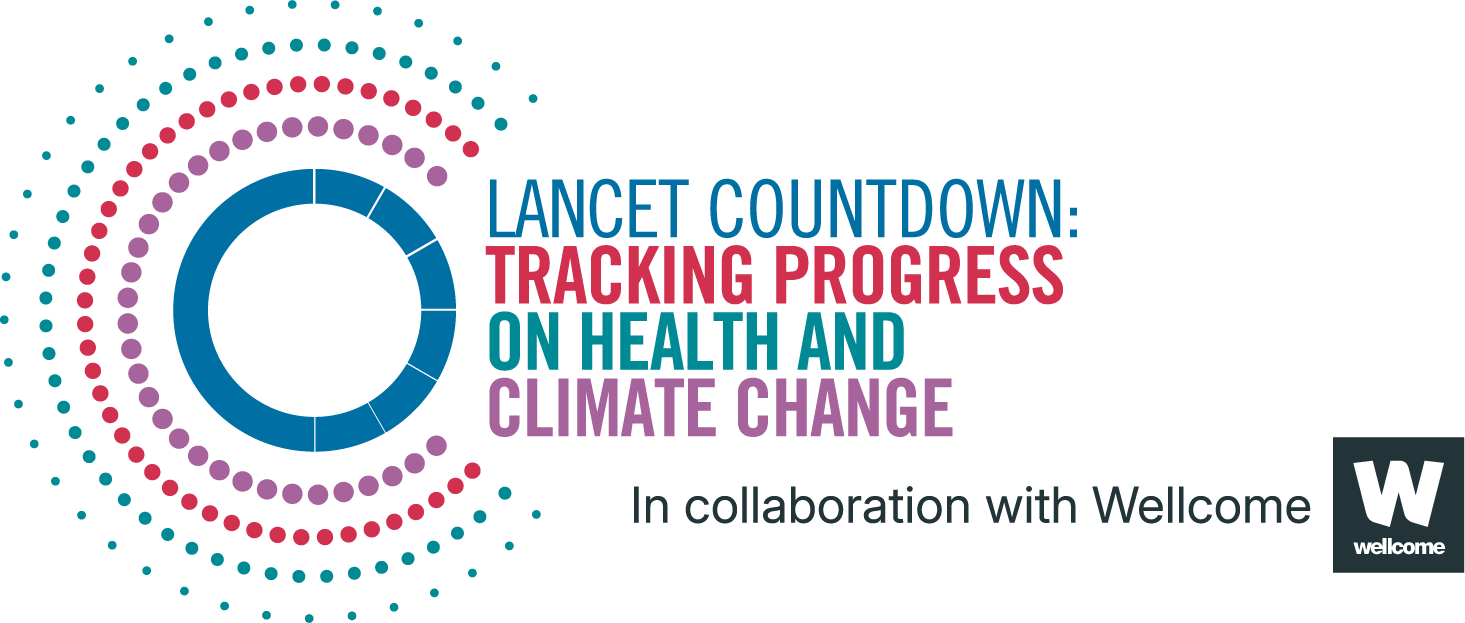 LANCET COUNTDOWN:
TRACKING PROGRESS
ON HEALTH AND
CLIMATE CHANGE
In collaboration with Wellcome
W
wellcome